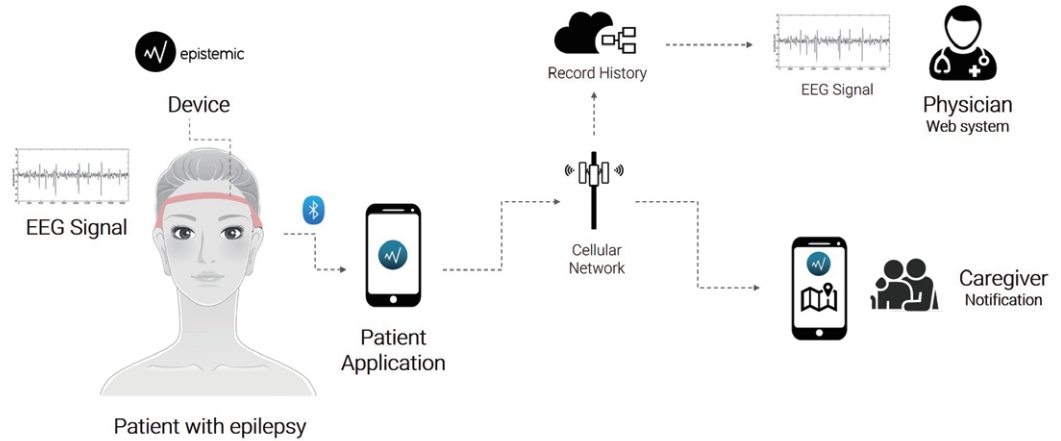 epistemic
Device
EEG Signal
Patient with epilepsy
Patient
Application
Cellular
Network
Record History
EEG Signal
Physician
Web system
Caregiver
Notification